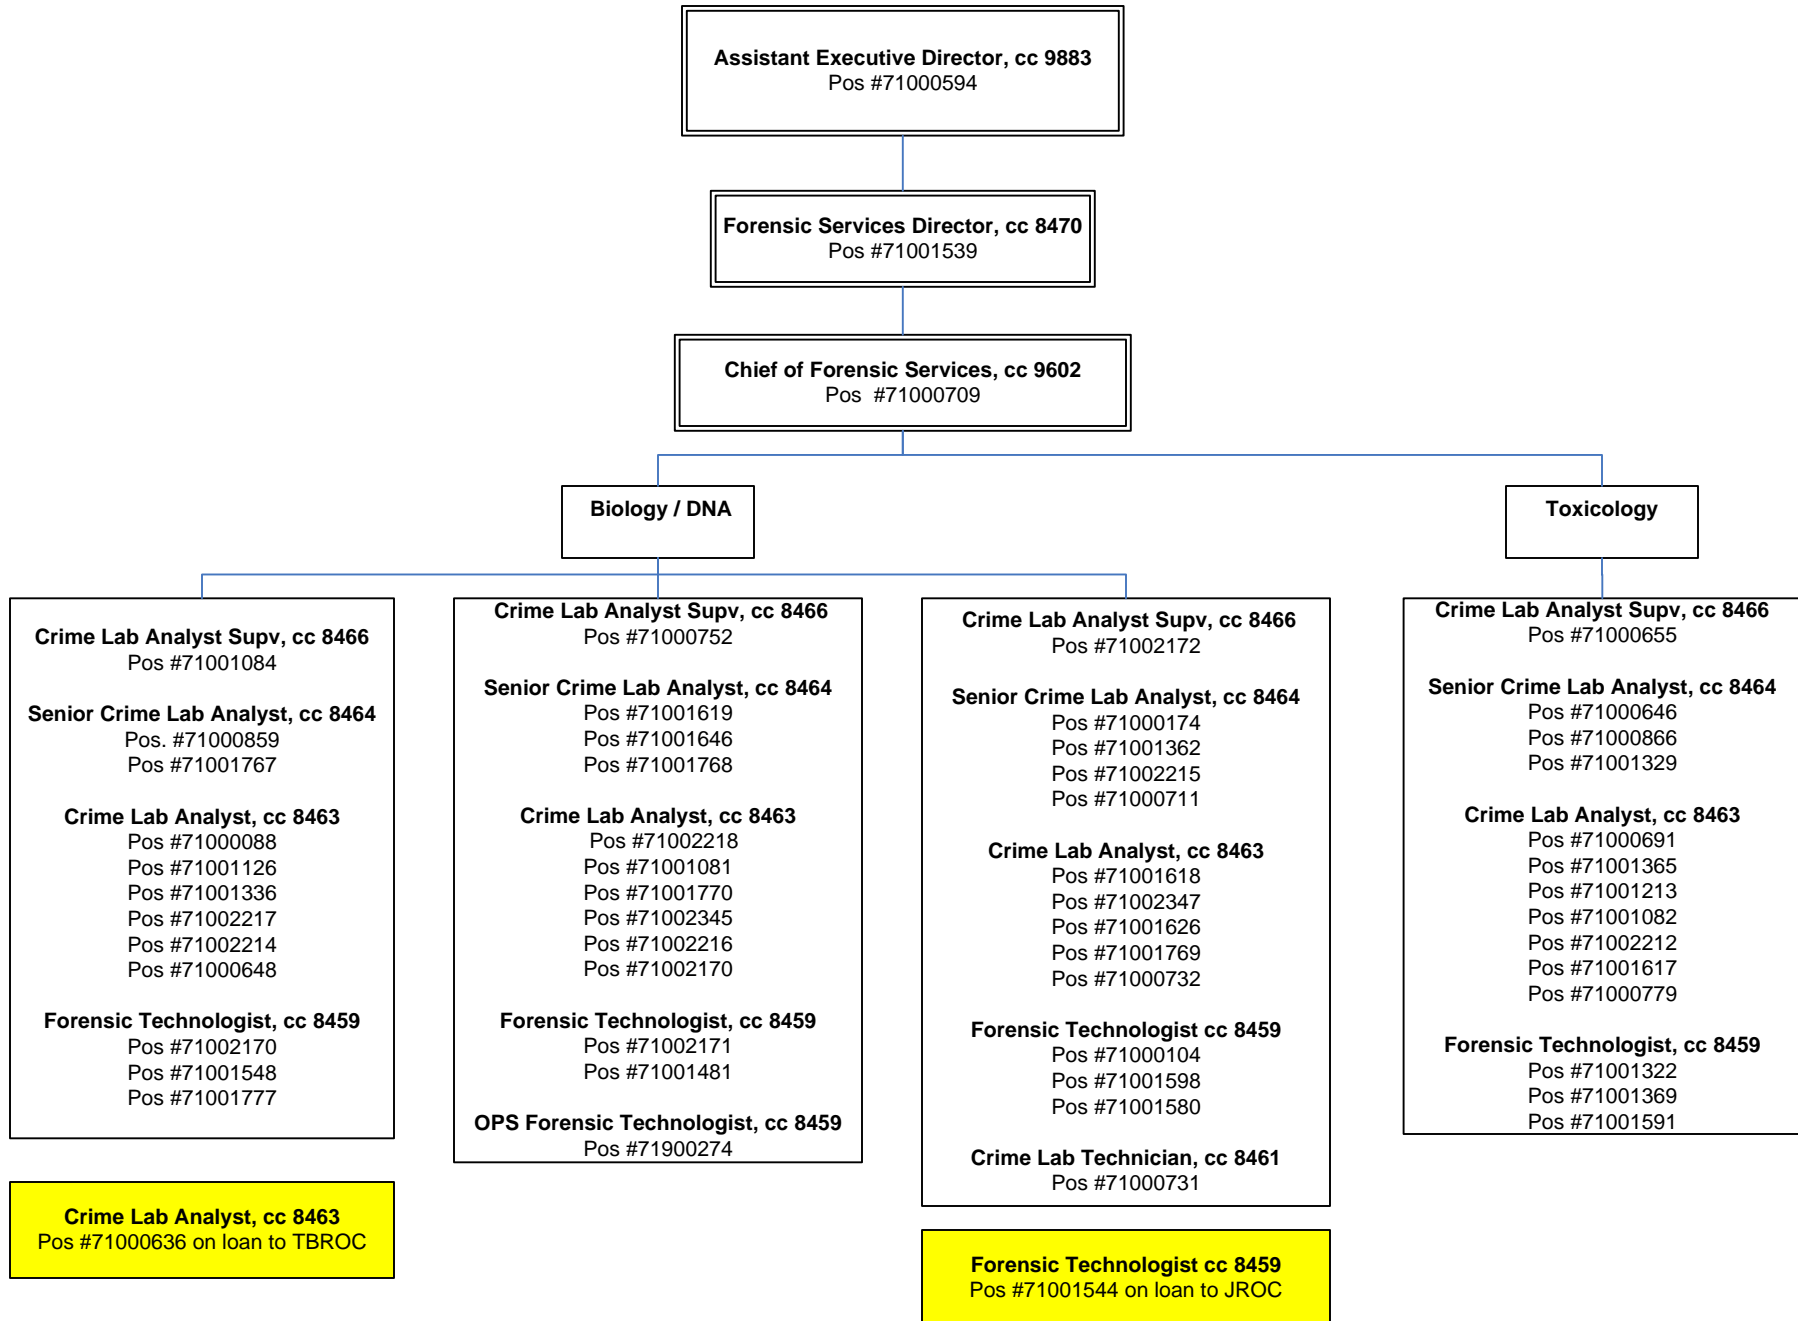 Assistant Executive Director, cc 9883
Pos #71000594
Forensic Services Director, cc 8470
Pos #71001539
Chief of Forensic Services, cc 9602
Pos  #71000709
Biology / DNA
Toxicology
Crime Lab Analyst Supv, cc 8466
Pos #71001084
Senior Crime Lab Analyst, cc 8464
Pos. #71000859
Pos #71001767
Crime Lab Analyst, cc 8463
Pos #71000088
Pos #71001126
Pos #71001336
Pos #71002217
Pos #71002214
Pos #71000648
Forensic Technologist, cc 8459
Pos #71002170
Pos #71001548
Pos #71001777
Crime Lab Analyst, cc 8463
Pos #71000636 on loan to TBROC
Crime Lab Analyst Supv, cc 8466
Pos #71000752
Senior Crime Lab Analyst, cc 8464
Pos #71001619
Pos #71001646
Pos #71001768
Crime Lab Analyst, cc 8463
Pos #71002218
Pos #71001081
Pos #71001770
Pos #71002345
Pos #71002216
Pos #71002170
Forensic Technologist, cc 8459
Pos #71002171
Pos #71001481
OPS Forensic Technologist, cc 8459
Pos #71900274
Crime Lab Analyst Supv, cc 8466
Pos #71002172
Senior Crime Lab Analyst, cc 8464
Pos #71000174
Pos #71001362
Pos #71002215
Pos #71000711
Crime Lab Analyst, cc 8463
Pos #71001618
Pos #71002347
Pos #71001626
Pos #71001769
Pos #71000732
Forensic Technologist cc 8459
Pos #71000104
Pos #71001598
Pos #71001580
Crime Lab Technician, cc 8461
Pos #71000731
Forensic Technologist cc 8459
Pos #71001544 on loan to JROC
Crime Lab Analyst Supv, cc 8466
Pos #71000655
Senior Crime Lab Analyst, cc 8464
Pos #71000646
Pos #71000866
Pos #71001329
Crime Lab Analyst, cc 8463
Pos #71000691
Pos #71001365
Pos #71001213
Pos #71001082
Pos #71002212
Pos #71001617
Pos #71000779
Forensic Technologist, cc 8459
Pos #71001322
Pos #71001369
Pos #71001591